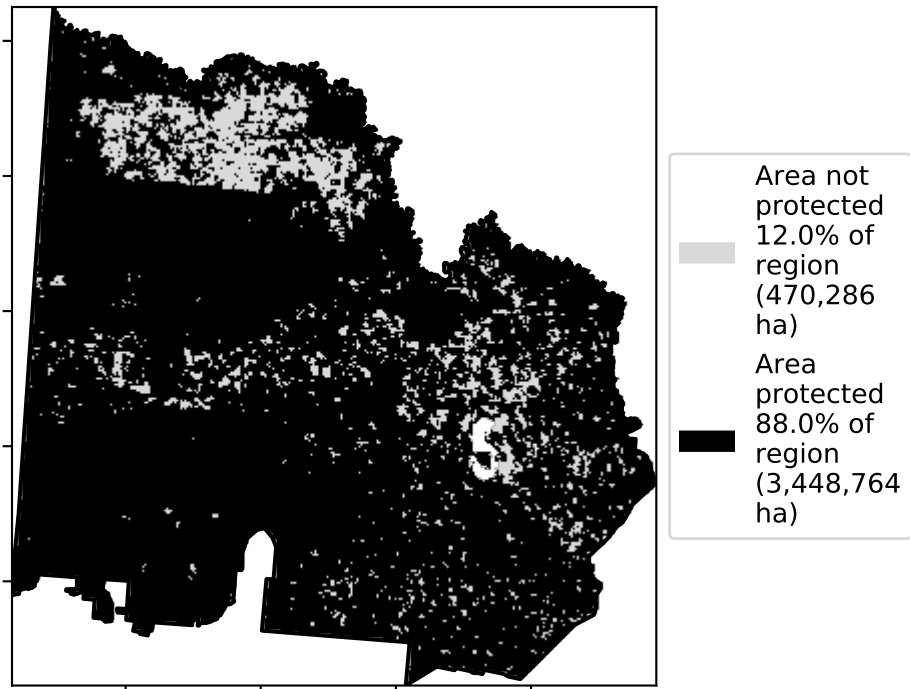 Area not
protected
12.0% of
region
(470,286
ha)
Area
protected
88.0% of
region
(3,448,764
ha)